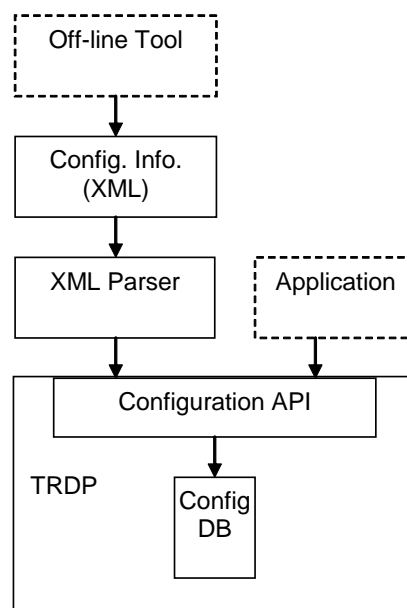 Off-line Tool
Config. Info.
(XML)
XML Parser
Application
Configuration API
TRDP
Config
DB